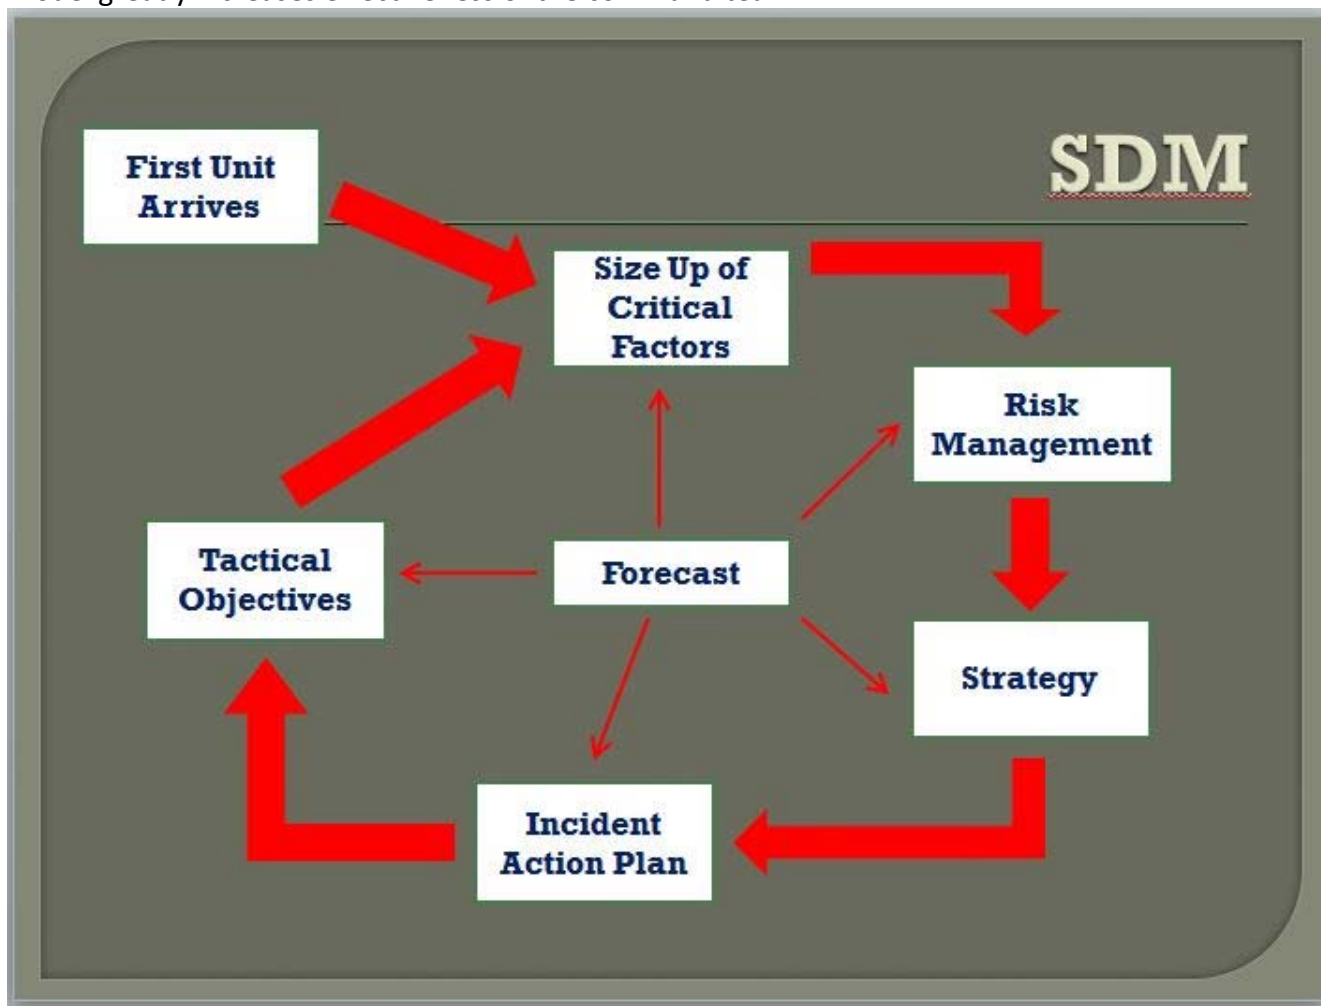 SDM
First Unit
Arrives
Size Up of
Critical
Factors
Risk
Management
Tactical
Objectives
Forecast
Strategy
Incident
Action Plan